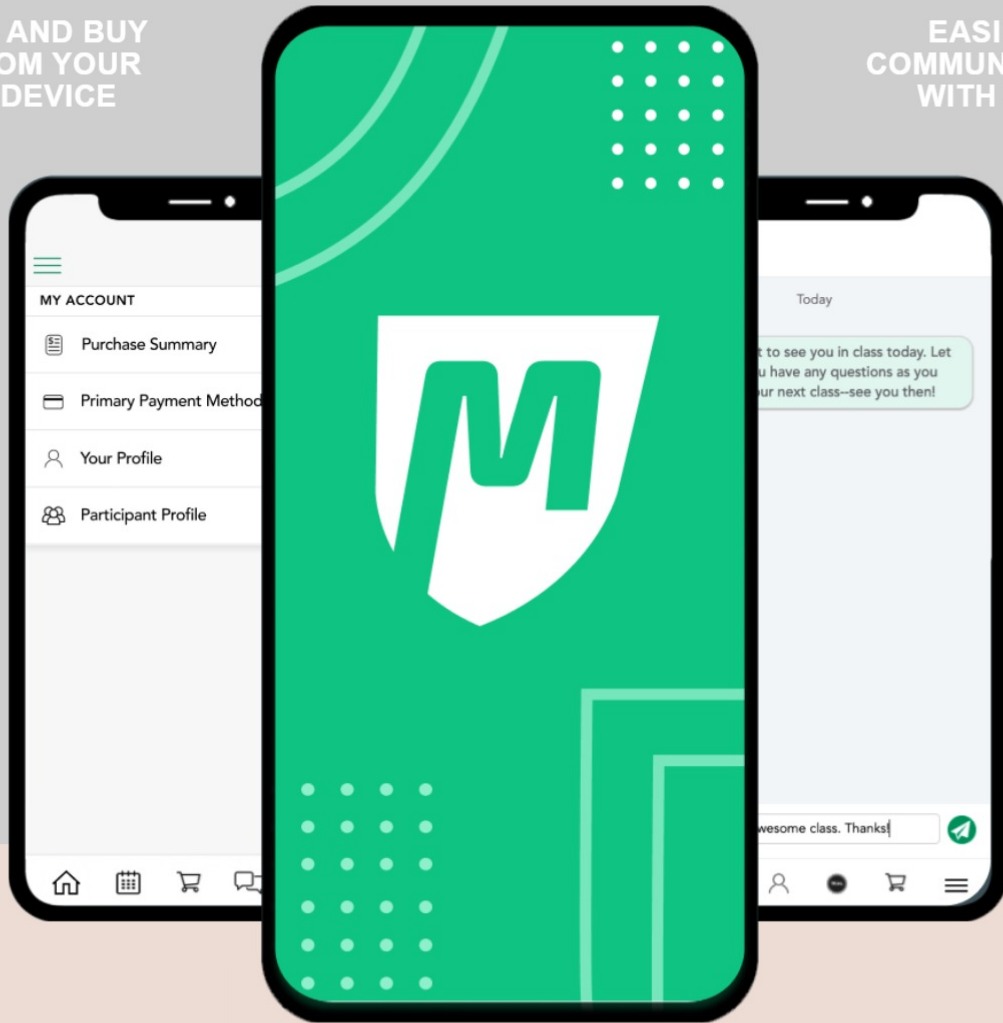 AND BUY
OM YOUR
DEVICE
EASI
COMMUN
WITH
MY ACCOUNT
Purchase Summary
Primary Payment Method
Your Profile
Participant Profile
M
Today
t to see you in class today. Let
u have any questions as you
ur next class--see you then!
wesome class. Thanks!